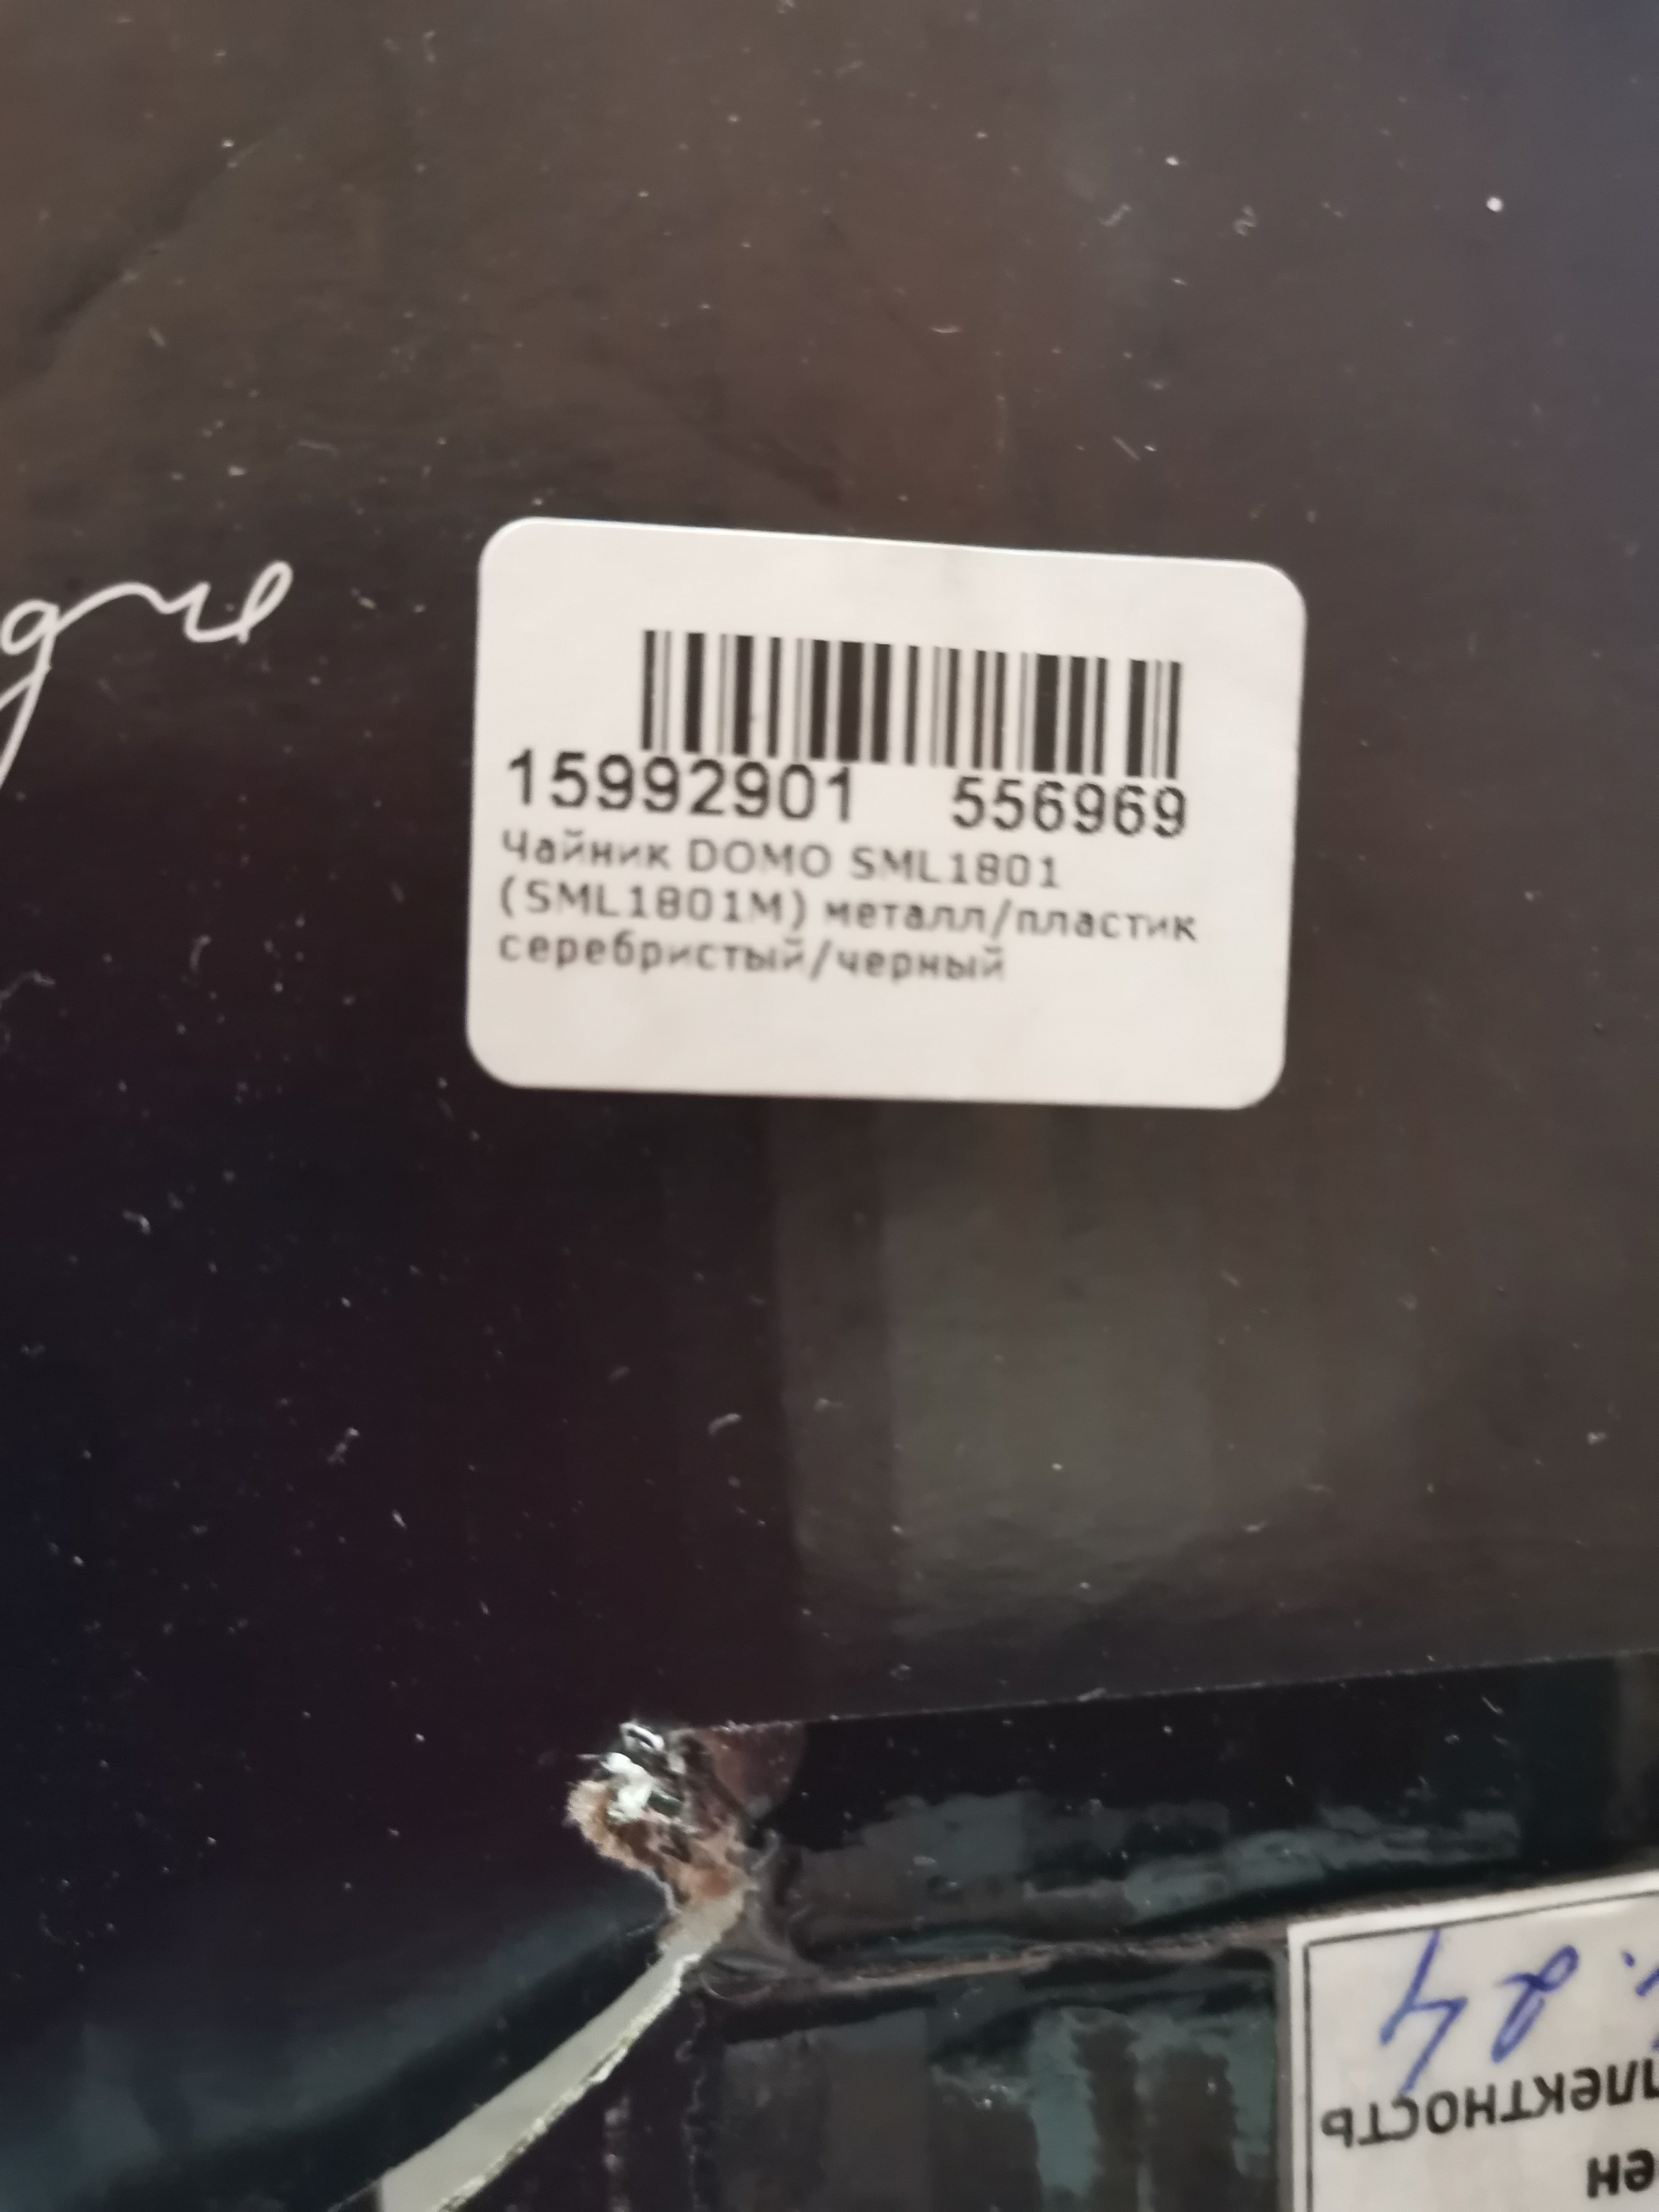 15992901 556969
Чайник DOMO SML1801
(SML1801M) металл/пластик
серебристый/черный